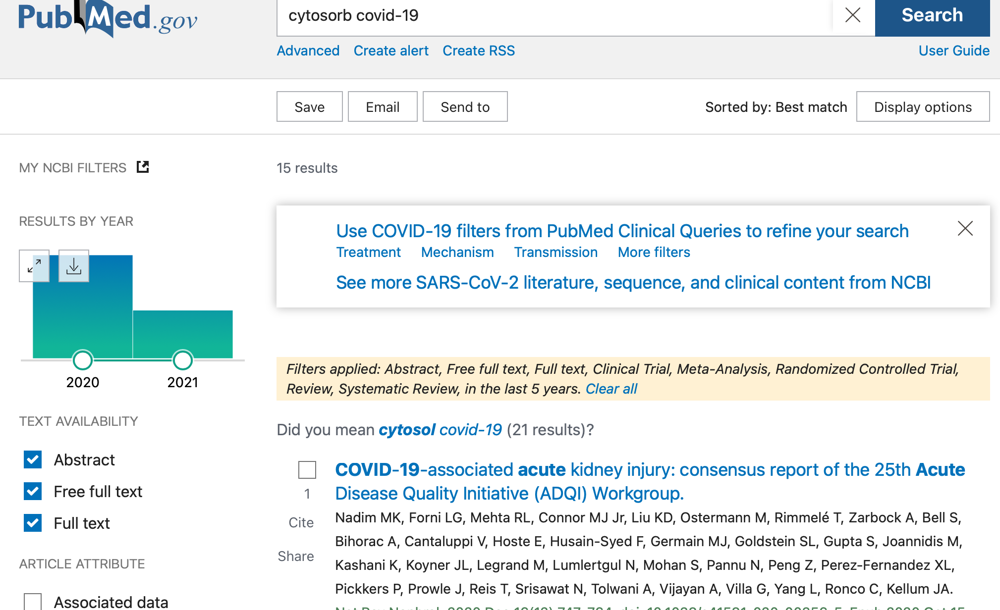 PubMed.gov
cytosorb covid-19
Search
Advanced Create alert Create RSS
User Guide
Save Email Send to
Sorted by: Best match Display options
MY NCBI FILTERS
15 results
RESULTS BY YEAR
2020 2021
Use COVID-19 filters from PubMed Clinical Queries to refine your search
Treatment Mechanism Transmission More filters
See more SARS-CoV-2 literature, sequence, and clinical content from NCBI
Filters applied: Abstract, Free full text, Full text, Clinical Trial, Meta-Analysis, Randomized Controlled Trial,
Review, Systematic Review, in the last 5 years. Clear all
TEXT AVAILABILITY
Abstract
Free full text
Full text
ARTICLE ATTRIBUTE
Associated data
Did you mean cytosol covid-19 (21 results)?
1
Cite
Share
COVID-19-associated acute kidney injury: consensus report of the 25th Acute
Disease Quality Initiative (ADQI) Workgroup.
Nadim MK, Forni LG, Mehta RL, Connor MJ Jr, Liu KD, Ostermann M, Rimmelé T, Zarbock A, Bell S,
Bihorac A, Cantaluppi V, Hoste E, Husain-Syed F, Germain MJ, Goldstein SL, Gupta S, Joannidis M,
Kashani K, Koyner JL, Legrand M, Lumlertgul N, Mohan S, Pannu N, Peng Z, Perez-Fernandez XL,
Pickkers P, Prowle J, Reis T, Srisawat N, Tolwani A, Vijayan A, Villa G, Yang L, Ronco C, Kellum JA.